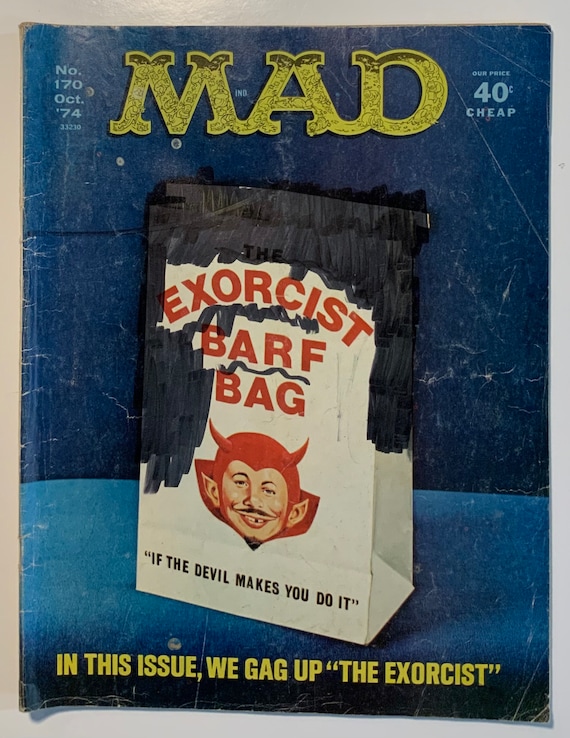 MAD
INC.
No.
170
Oct.
'74
33230
OUR PRICE
40¢
CHEAP
THE
EXORCIST
BARF
BAG
"IF THE DEVIL MAKES YOU DO IT"
IN THIS ISSUE, WE GAG UP "THE EXORCIST"